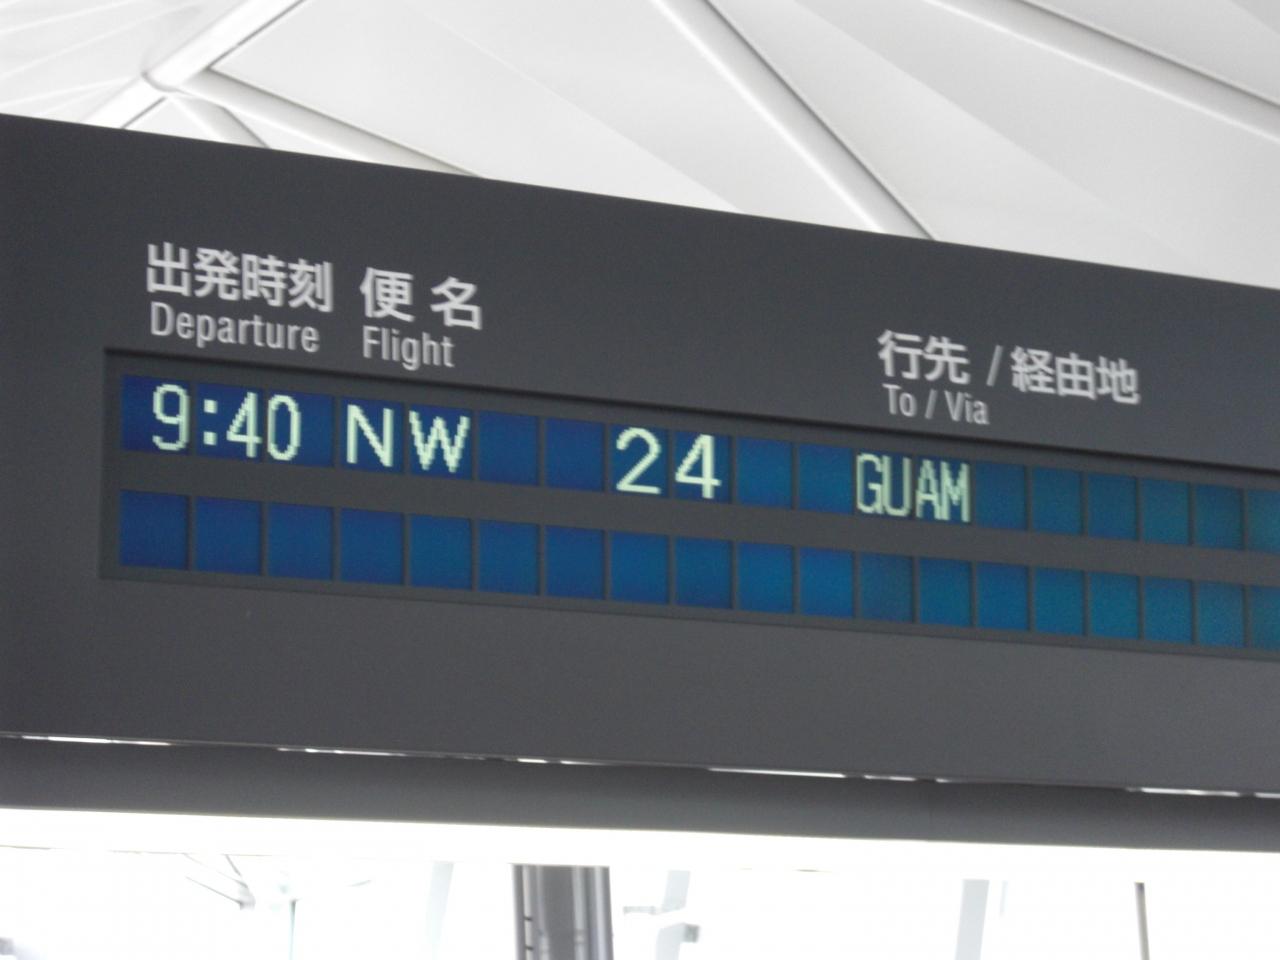 出発時刻 便名
Departure Flight
行先/経由地
To / Via
9:40 NW 24 GUAM